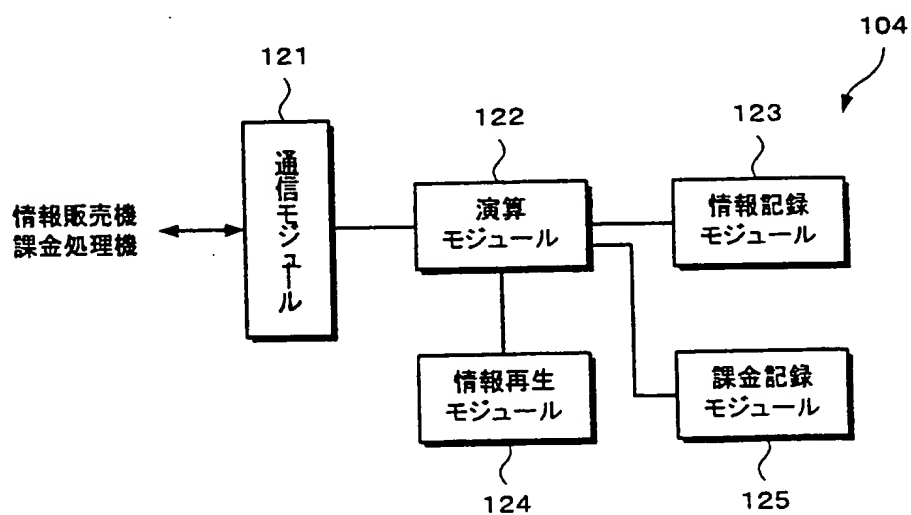 104
121
122
123
通信モジュール
演算
モジュール
情報記録
モジュール
情報販売機
課金処理機
情報再生
モジュール
課金記録
モジュール
124
125